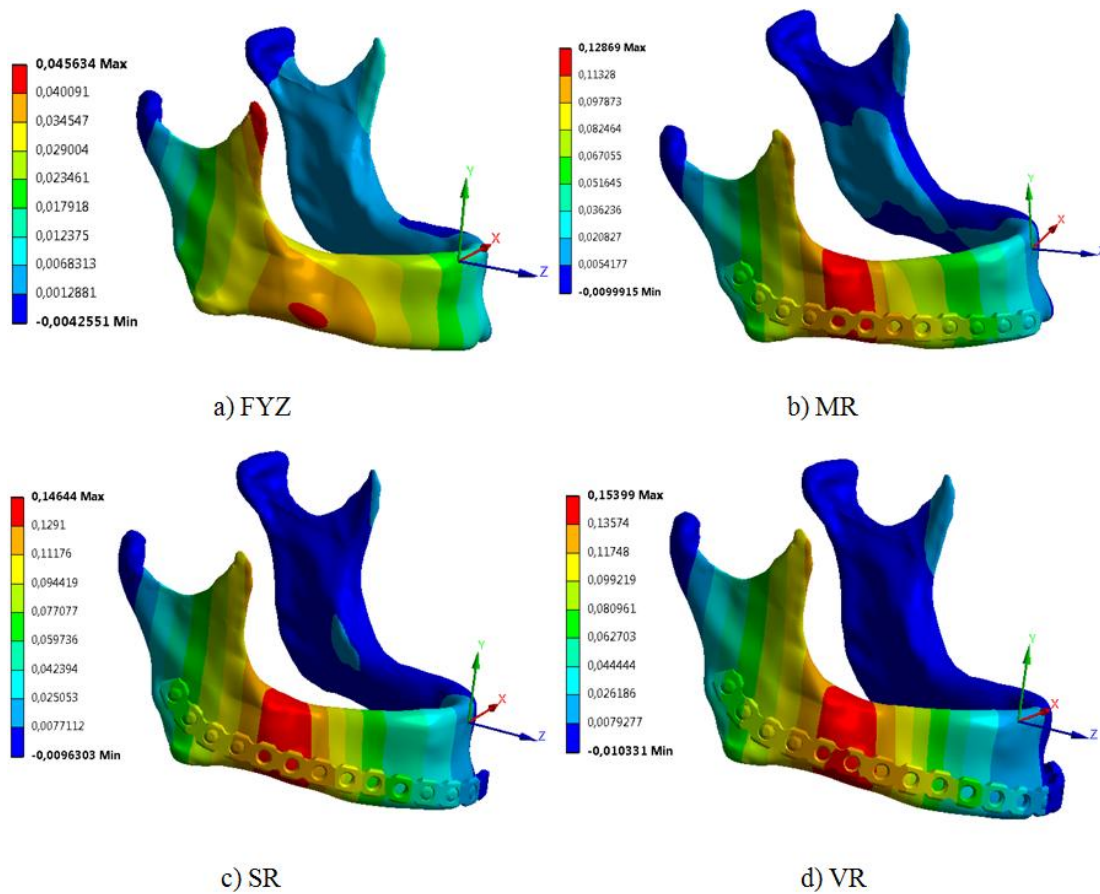 0,045634 Max
0,040091
0,034547
0,029004
0,023461
0,017918
0,012375
0,0068313
0,0012881
-0,0042551 Min
Y
X
Z
a) FYZ
0,12869 Max
0,11328
0,097873
0,082464
0,067055
0,051645
0,036236
0,020827
0,0054177
-0,0099915 Min
Y
X
Z
b) MR
0,14644 Max
0,1291
0,11176
0,094419
0,077077
0,059736
0,042394
0,025053
0,0077112
-0,0096303 Min
Y
X
Z
c) SR
0,15399 Max
0,13574
0,11748
0,099219
0,080961
0,062703
0,044444
0,026186
0,0079277
-0,010331 Min
Y
X
Z
d) VR